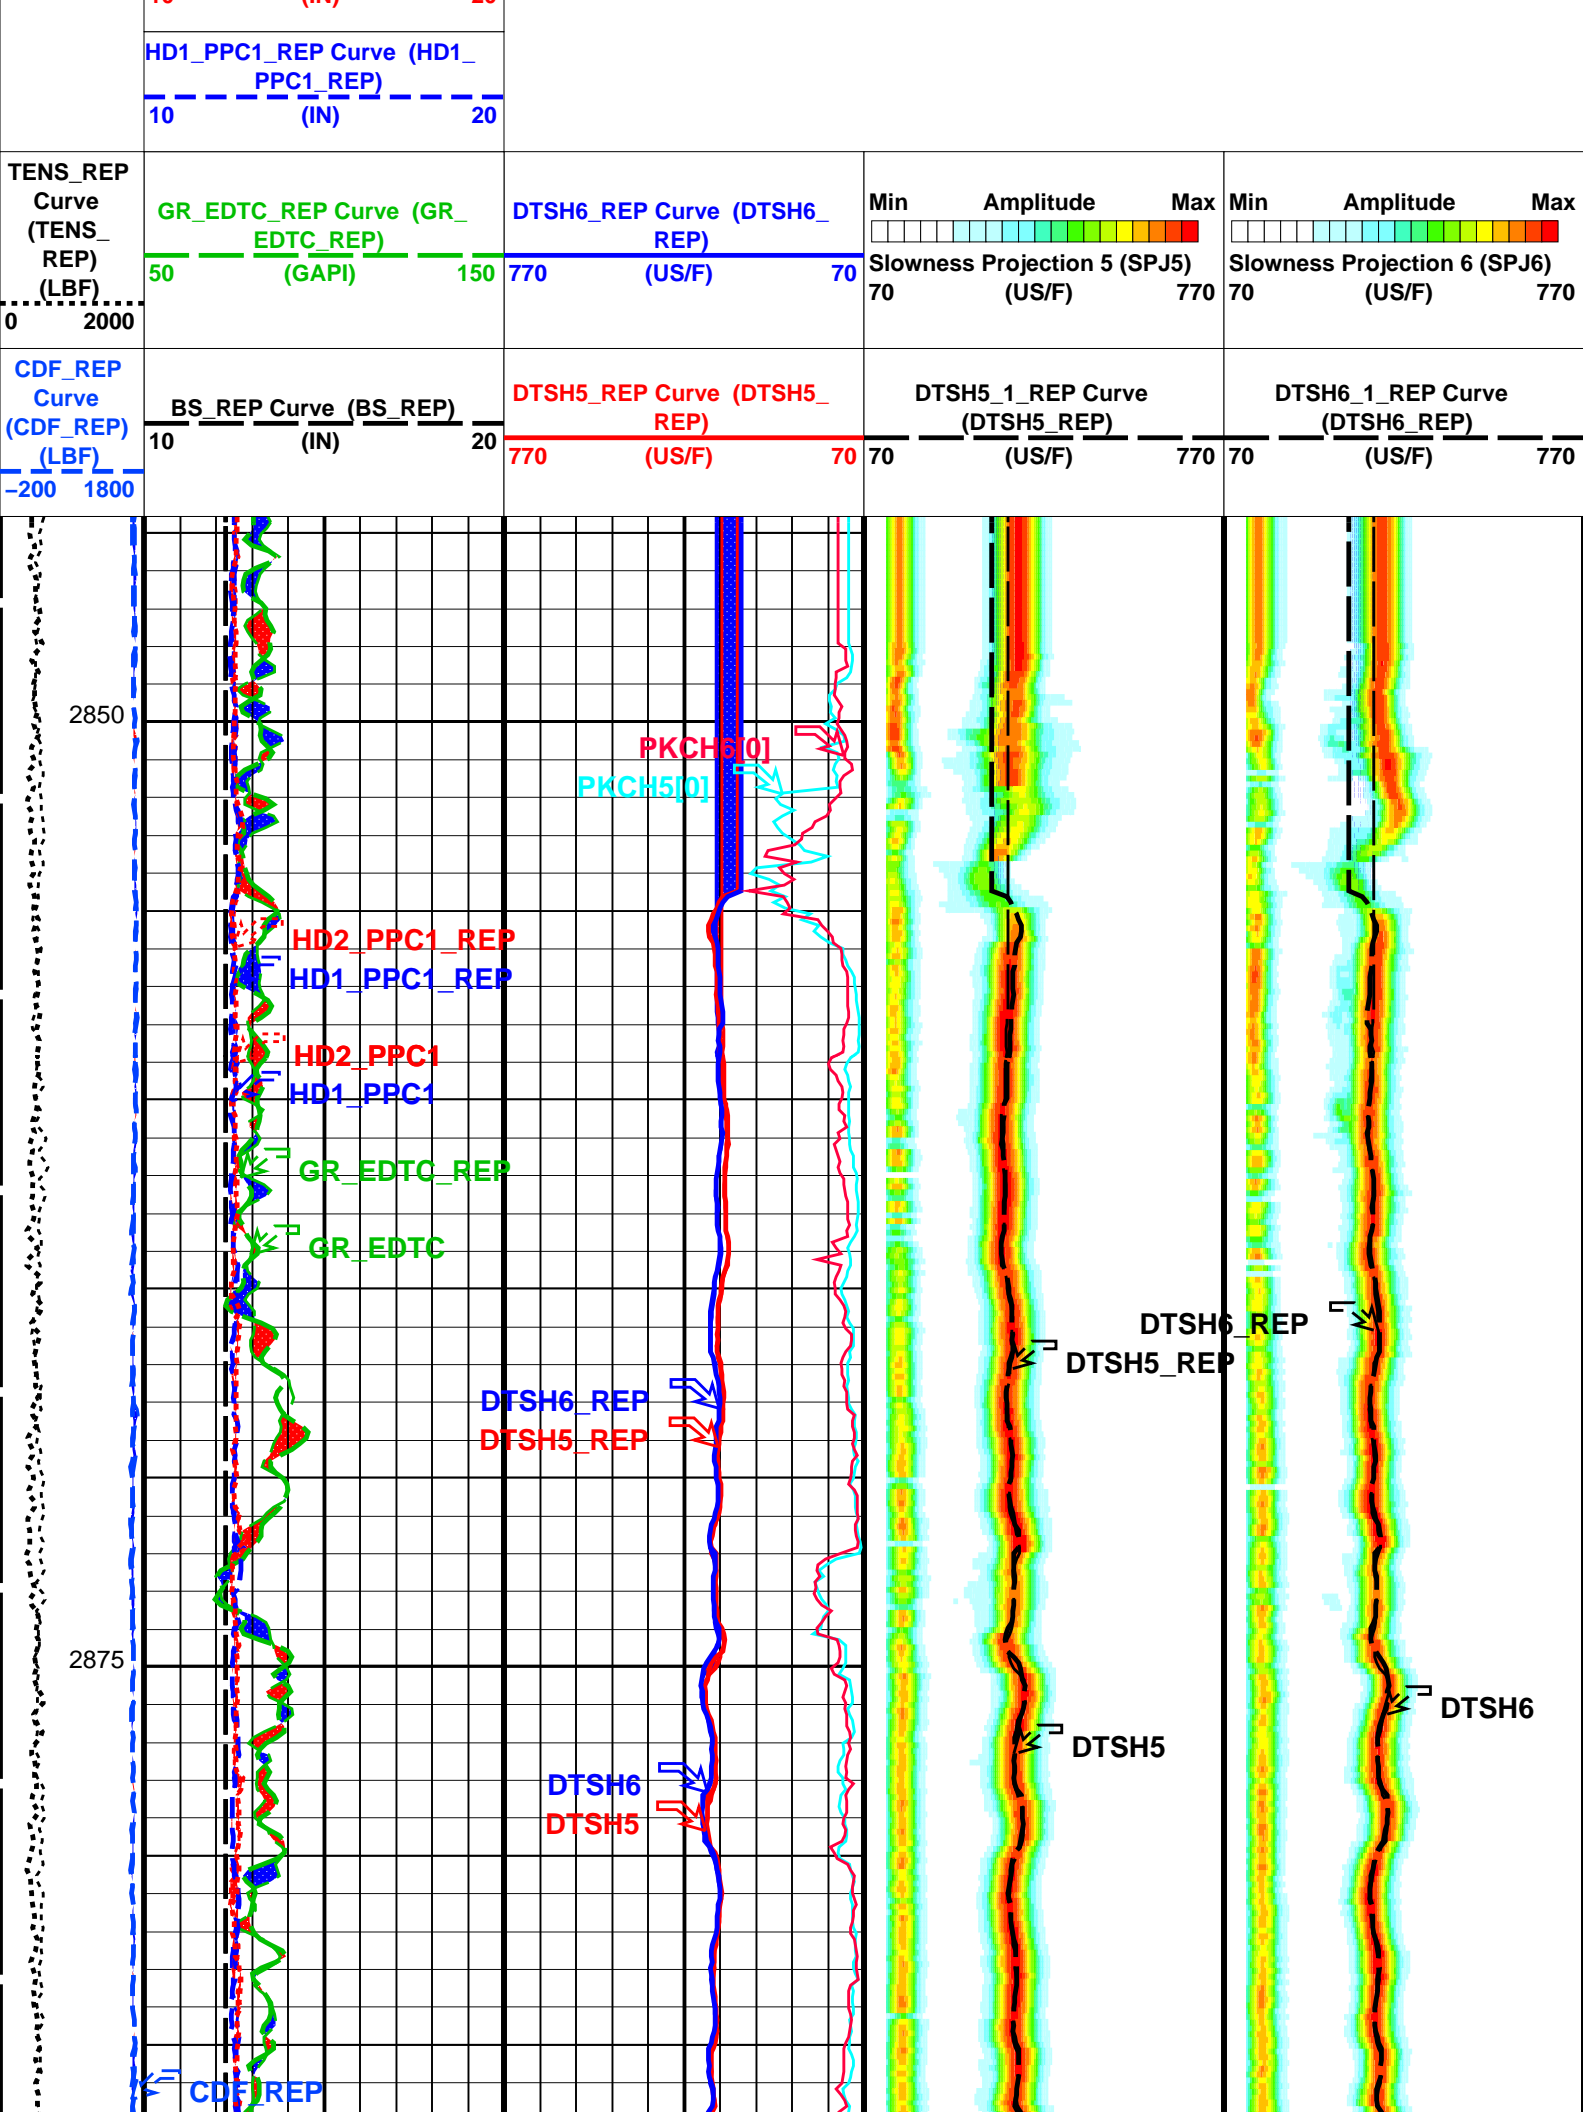 10 (IN) 20
HD1_PPC1_REP Curve (HD1_
PPC1_REP)
10 (IN) 20
TENS_REP
Curve
(TENS_
REP)
(LBF)
0 2000
GR_EDTC_REP Curve (GR_
EDTC_REP)
50 (GAPI) 150
DTSH6_REP Curve (DTSH6_
REP)
770 (US/F) 70
Min Amplitude Max
Slowness Projection 5 (SPJ5)
70 (US/F) 770
Min Amplitude Max
Slowness Projection 6 (SPJ6)
70 (US/F) 770
CDF_REP
Curve
(CDF_REP)
(LBF)
−200 1800
BS_REP Curve (BS_REP)
10 (IN) 20
DTSH5_REP Curve (DTSH5_
REP)
770 (US/F) 70
DTSH5_1_REP Curve
(DTSH5_REP)
70 (US/F) 770
DTSH6_1_REP Curve
(DTSH6_REP)
70 (US/F) 770
2850
PKCH6[0]
PKCH5[0]
HD2_PPC1_REP
HD1_PPC1_REP
HD2_PPC1
HD1_PPC1
GR_EDTC_REP
GR_EDTC
DTSH6_REP
DTSH5_REP
DTSH6_REP
DTSH5_REP
2875
DTSH6
DTSH5
DTSH6
DTSH5
CDF_REP